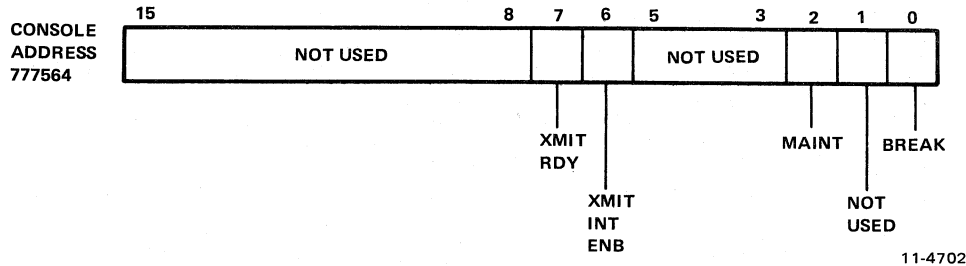 15 8 7 6 5 3 2 1 0
CONSOLE
ADDRESS
777564
NOT USED
NOT USED
XMIT
RDY
XMIT
INT
ENB
MAINT
NOT
USED
BREAK
11-4702